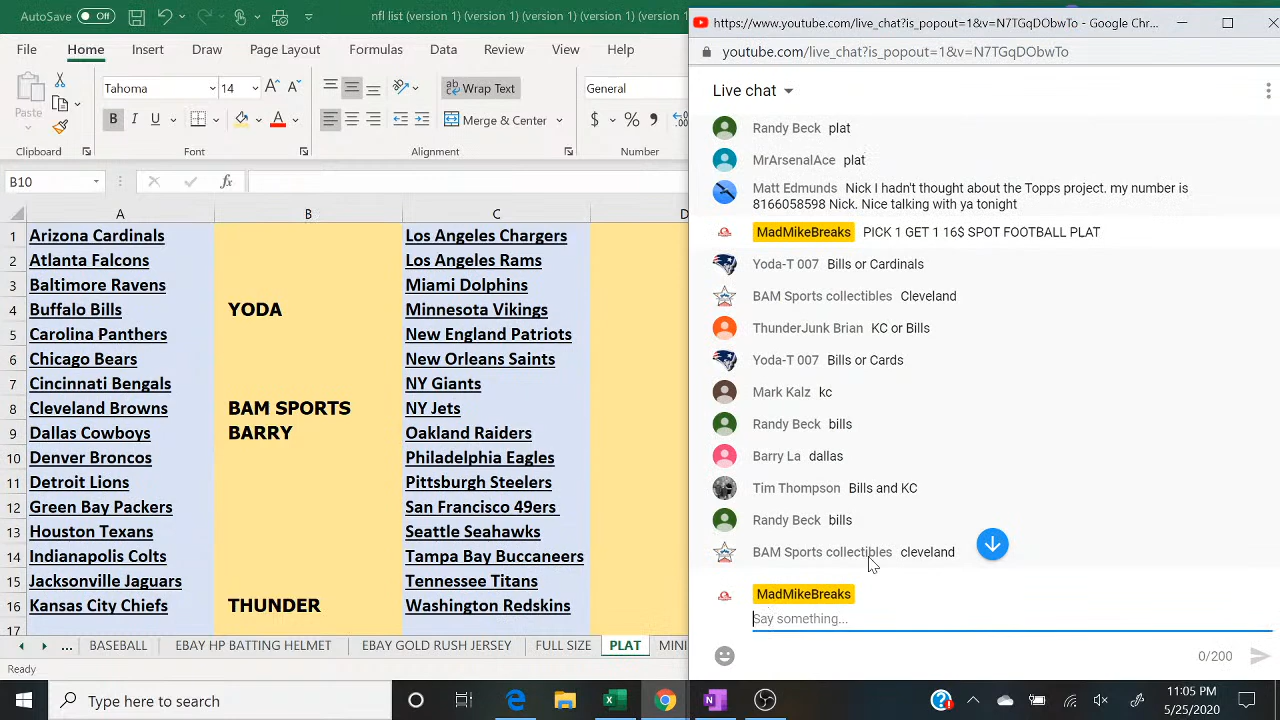 AutoSave Off
nfl list (version 1) (version 1) (version 1)
https://www.youtube.com/live_chat?is_popout=1&v=N7TGqDObwTo - Google Chr...
youtube.com/live_chat?is_popout=1&v=N7TGqDObwTo
File Home Insert Draw Page Layout Formulas Data Review View Help
Paste
Tahoma 14
B I U A
Wrap Text
Merge & Center
General
$ % 9
Clipboard Font Alignment Number
B10
fx
A B C D
1 Arizona Cardinals Los Angeles Chargers
2 Atlanta Falcons Los Angeles Rams
3 Baltimore Ravens Miami Dolphins
4 Buffalo Bills YODA Minnesota Vikings
5 Carolina Panthers New England Patriots
6 Chicago Bears New Orleans Saints
7 Cincinnati Bengals NY Giants
8 Cleveland Browns BAM SPORTS NY Jets
9 Dallas Cowboys BARRY Oakland Raiders
10 Denver Broncos Philadelphia Eagles
11 Detroit Lions Pittsburgh Steelers
12 Green Bay Packers San Francisco 49ers
13 Houston Texans Seattle Seahawks
14 Indianapolis Colts Tampa Bay Buccaneers
15 Jacksonville Jaguars Tennessee Titans
16 Kansas City Chiefs THUNDER Washington Redskins
17
... BASEBALL EBAY HP BATTING HELMET EBAY GOLD RUSH JERSEY FULL SIZE PLAT MINI
Ready
Live chat
Randy Beck plat
MrArsenalAce plat
Matt Edmunds Nick I hadn't thought about the Topps project. my number is
8166058598 Nick. Nice talking with ya tonight
MadMikeBreaks PICK 1 GET 1 16$ SPOT FOOTBALL PLAT
Yoda-T 007 Bills or Cardinals
BAM Sports collectibles Cleveland
ThunderJunk Brian KC or Bills
Yoda-T 007 Bills or Cards
Mark Kalz kc
Randy Beck bills
Barry La dallas
Tim Thompson Bills and KC
Randy Beck bills
BAM Sports collectibles cleveland
MadMikeBreaks
Say something...
0/200
Type here to search
11:05 PM
5/25/2020